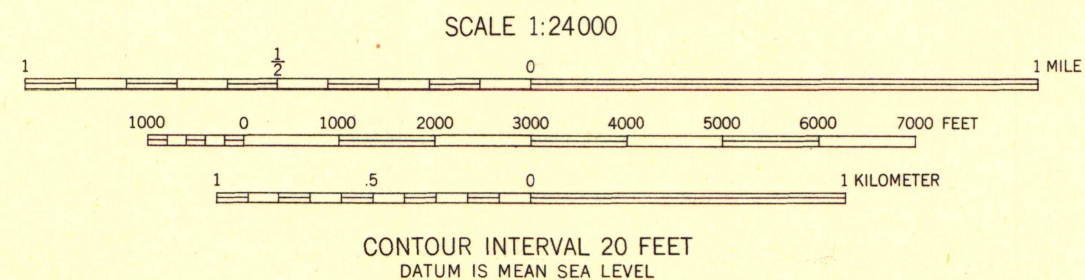 SCALE 1:24000
1 1/2 0 1 MILE
1000 0 1000 2000 3000 4000 5000 6000 7000 FEET
1 .5 0 1 KILOMETER
CONTOUR INTERVAL 20 FEET
DATUM IS MEAN SEA LEVEL